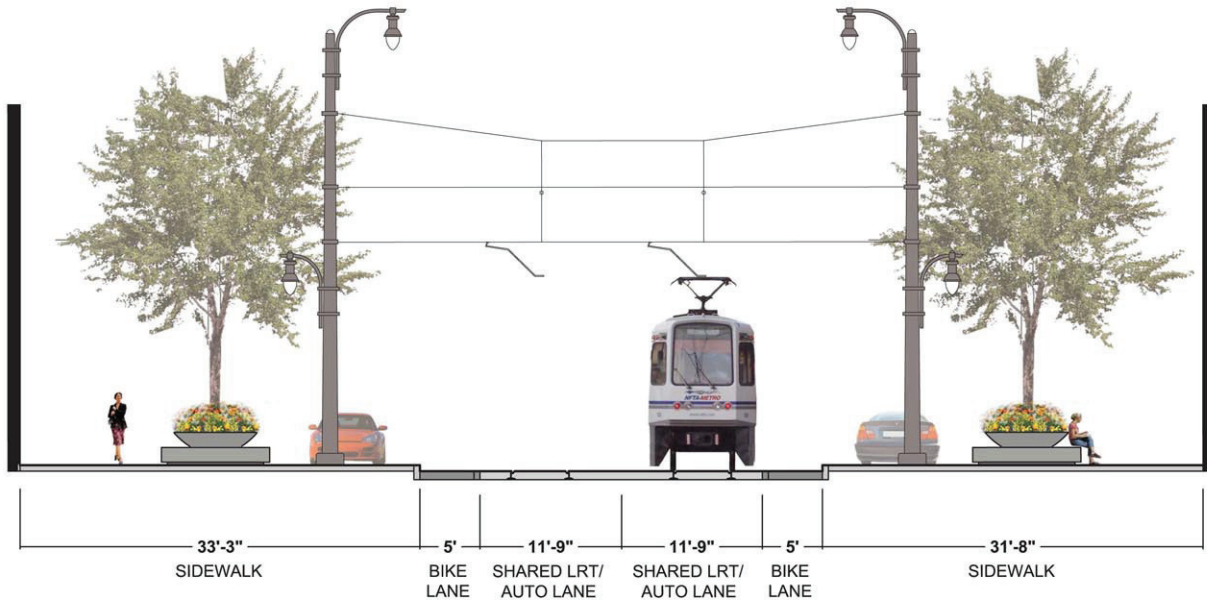 NFTA-METRO
33'-3"
SIDEWALK
5'
BIKE
LANE
11'-9"
SHARED LRT/
AUTO LANE
11'-9"
SHARED LRT/
AUTO LANE
5'
BIKE
LANE
31'-8"
SIDEWALK